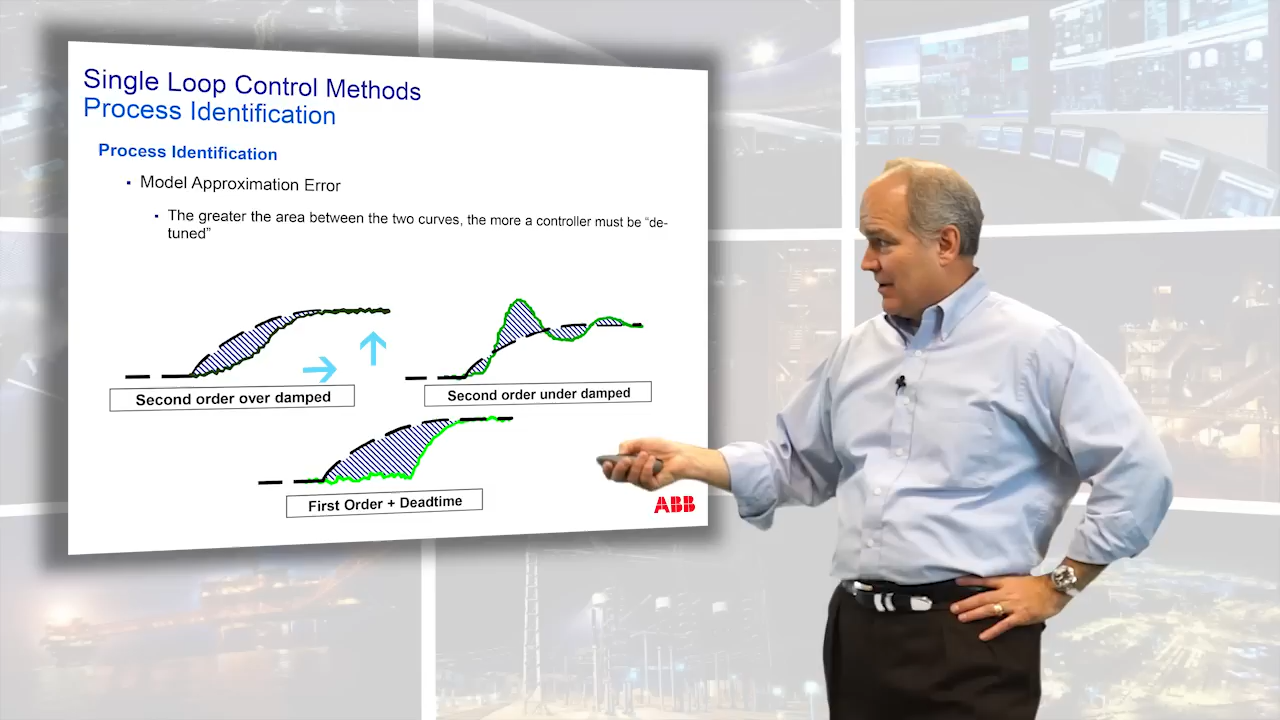 Single Loop Control Methods
Process Identification
Process Identification
▪ Model Approximation Error
▪ The greater the area between the two curves, the more a controller must be “de-
tuned”
Second order over damped
Second order under damped
First Order + Deadtime
ABB